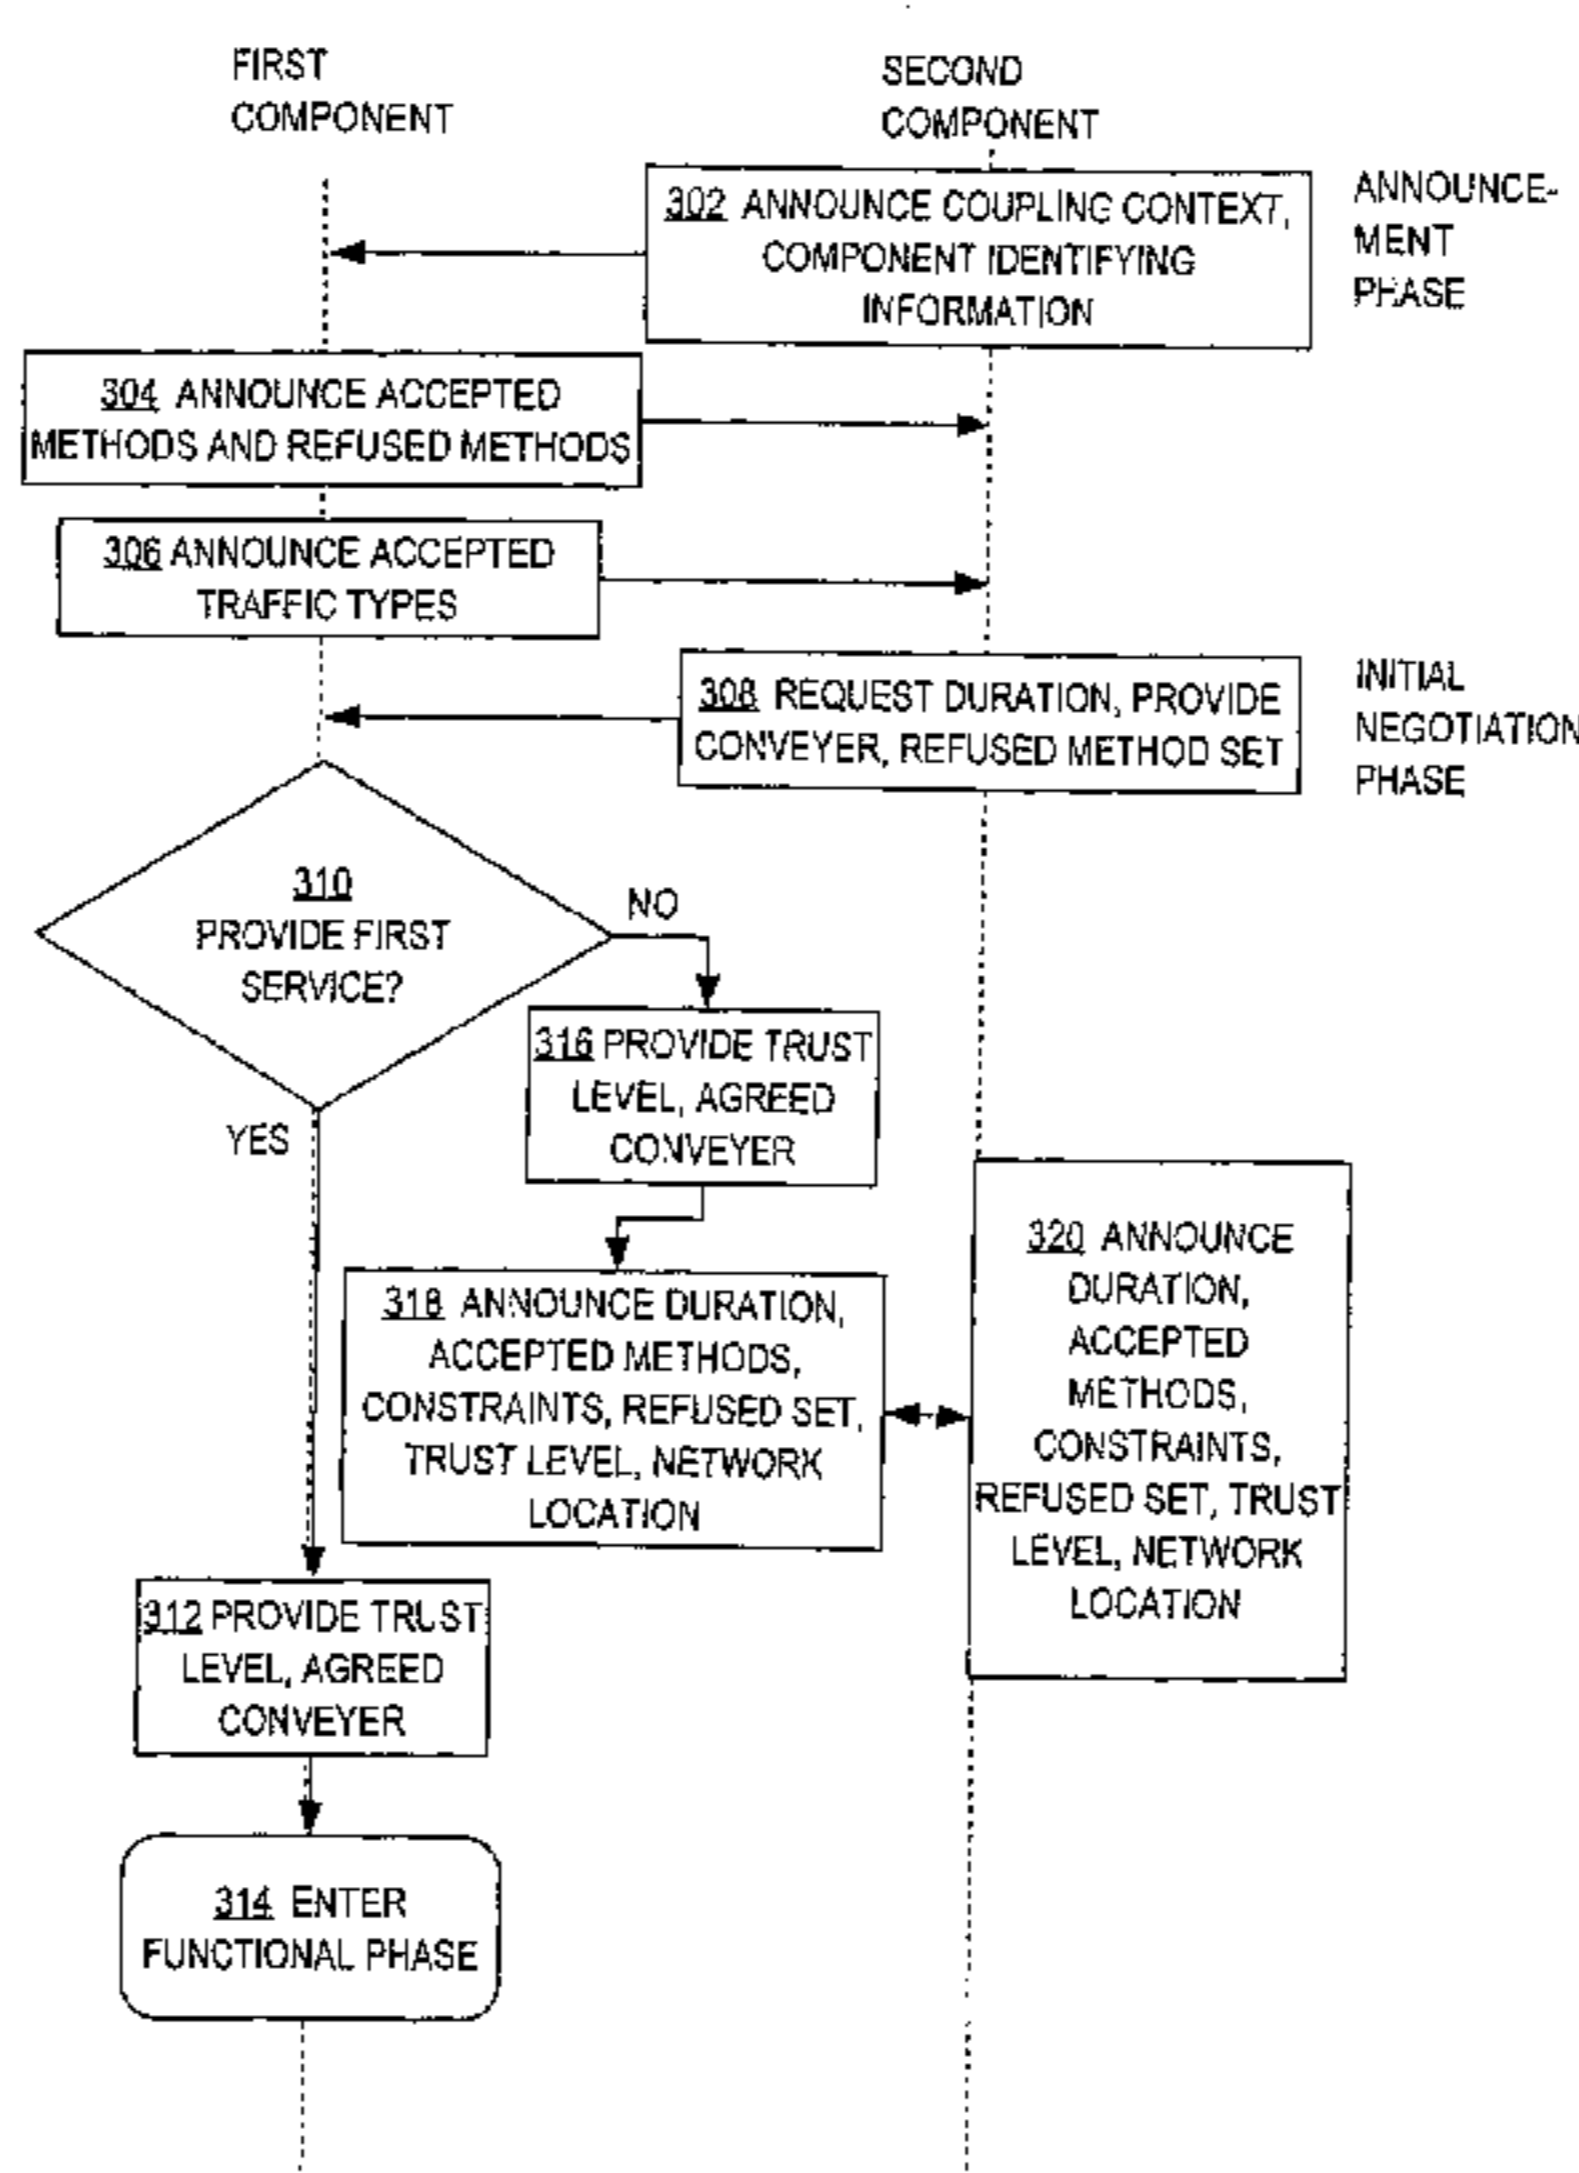 FIRST
COMPONENT
SECOND
COMPONENT
302 ANNOUNCE COUPLING CONTEXT,
COMPONENT IDENTIFYING
INFORMATION
ANNOUNCE-
MENT
PHASE
304 ANNOUNCE ACCEPTED
METHODS AND REFUSED METHODS
306 ANNOUNCE ACCEPTED
TRAFFIC TYPES
308 REQUEST DURATION, PROVIDE
CONVEYER, REFUSED METHOD SET
INITIAL
NEGOTIATION
PHASE
310
PROVIDE FIRST
SERVICE?
NO
YES
316 PROVIDE TRUST
LEVEL, AGREED
CONVEYER
318 ANNOUNCE DURATION,
ACCEPTED METHODS,
CONSTRAINTS, REFUSED SET,
TRUST LEVEL, NETWORK
LOCATION
320 ANNOUNCE
DURATION,
ACCEPTED
METHODS,
CONSTRAINTS,
REFUSED SET, TRUST
LEVEL, NETWORK
LOCATION
312 PROVIDE TRUST
LEVEL, AGREED
CONVEYER
314 ENTER
FUNCTIONAL PHASE